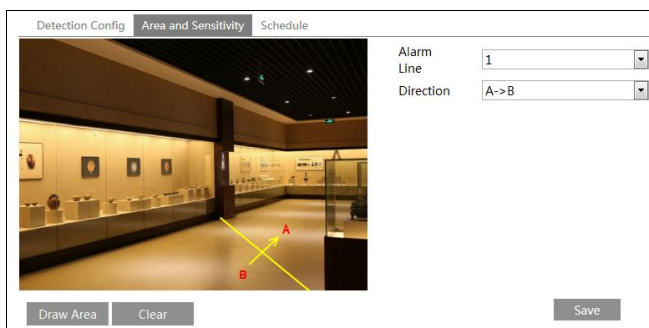 Detection Config Area and Sensitivity Schedule
Alarm
Line
1
Direction
A->B
A
B
Draw Area Clear
Save